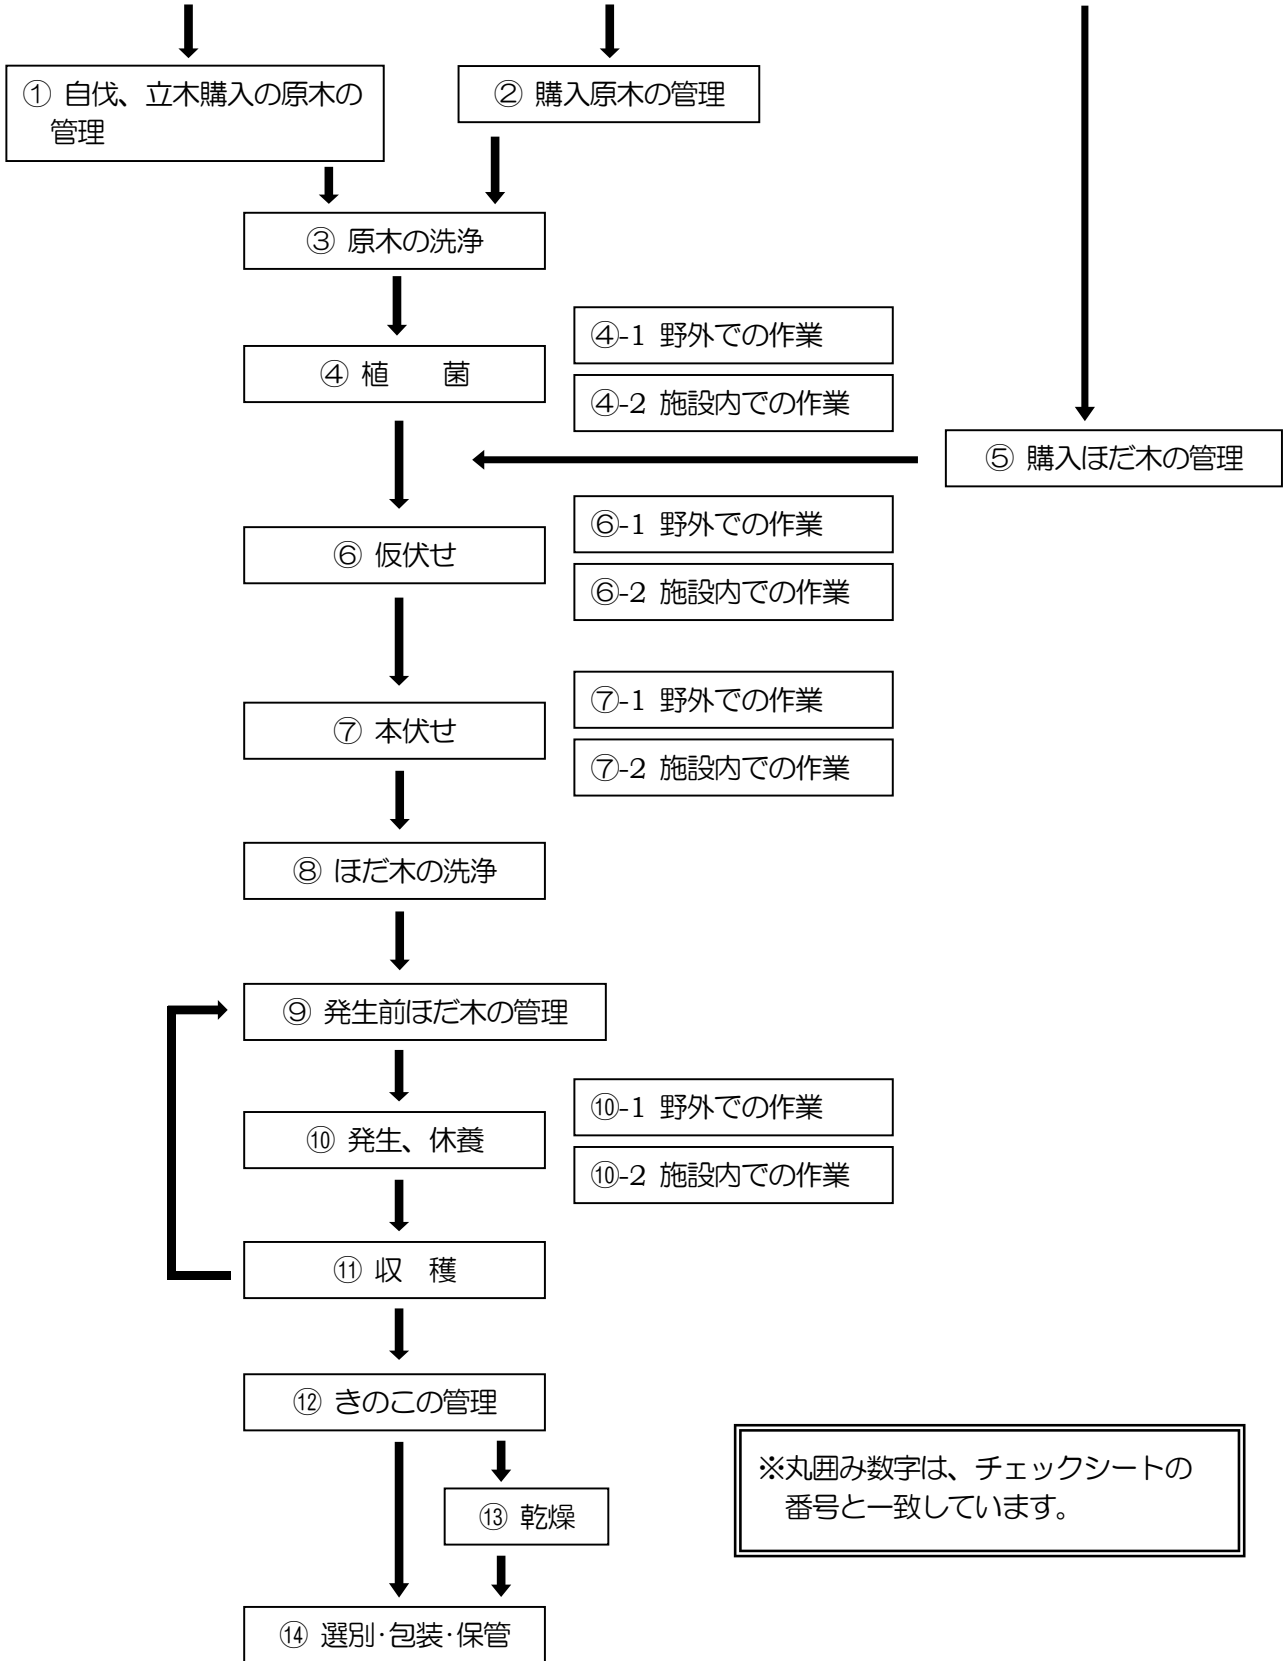 ① 自伐、立木購入の原木の
管理
② 購入原木の管理
③ 原木の洗浄
④-1 野外での作業
④ 植　　菌
④-2 施設内での作業
⑤ 購入ほだ木の管理
⑥-1 野外での作業
⑥ 仮伏せ
⑥-2 施設内での作業
⑦-1 野外での作業
⑦ 本伏せ
⑦-2 施設内での作業
⑧ ほだ木の洗浄
⑨ 発生前ほだ木の管理
⑩-1 野外での作業
⑩ 発生、休養
⑩-2 施設内での作業
⑪ 収　穫
⑫ きのこの管理
※丸囲み数字は、チェックシートの
番号と一致しています。
⑬ 乾燥
⑭ 選別･包装･保管